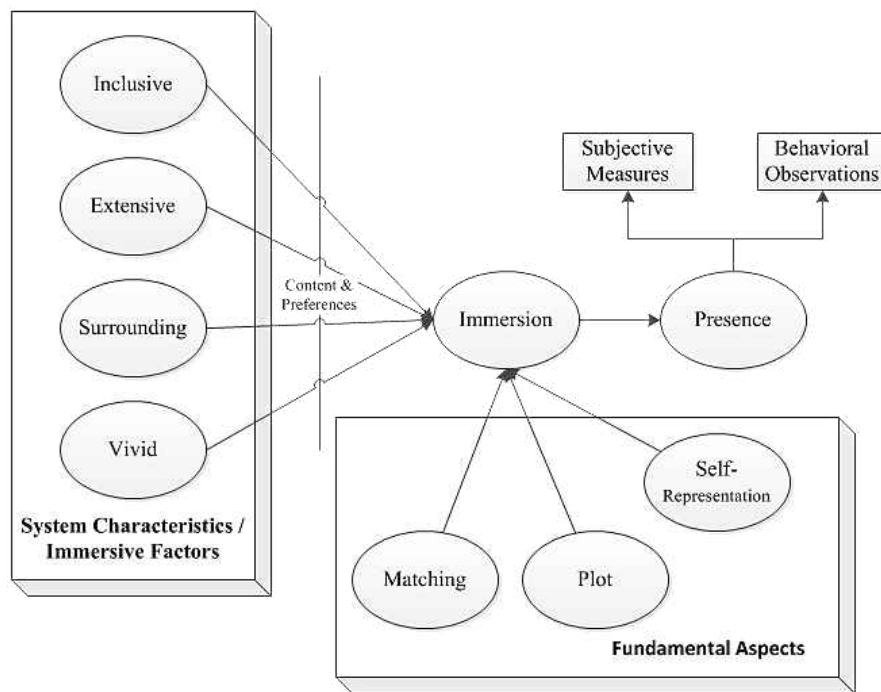 Inclusive
Extensive
Surrounding
Vivid
System Characteristics /
Immersive Factors
Content &
Preferences
Immersion
Presence
Subjective
Measures
Behavioral
Observations
Self-
Representation
Matching
Plot
Fundamental Aspects